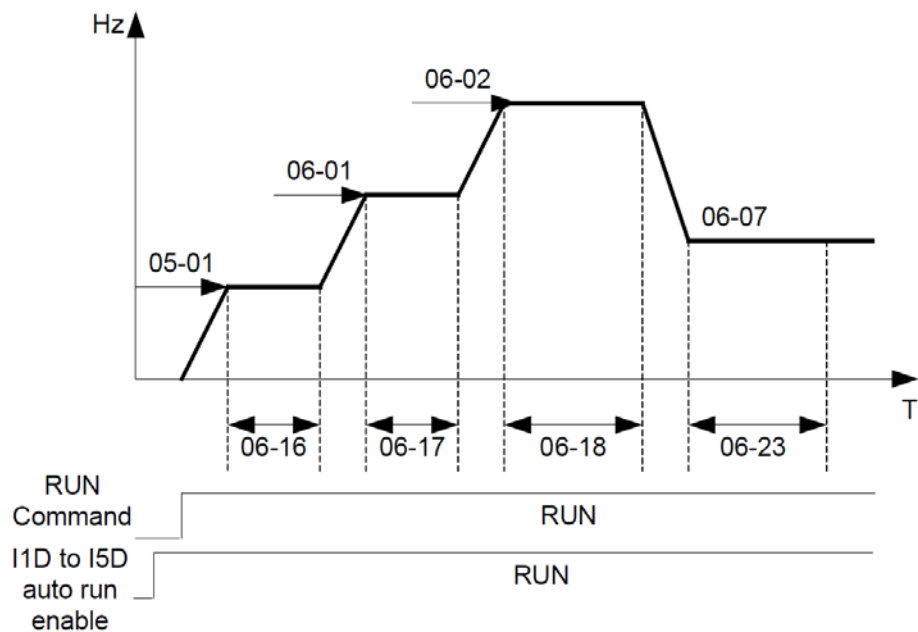 Hz
06-02
06-01
06-07
05-01
T
06-16
06-17
06-18
06-23
RUN
Command
RUN
I1D to I5D
auto run
enable
RUN